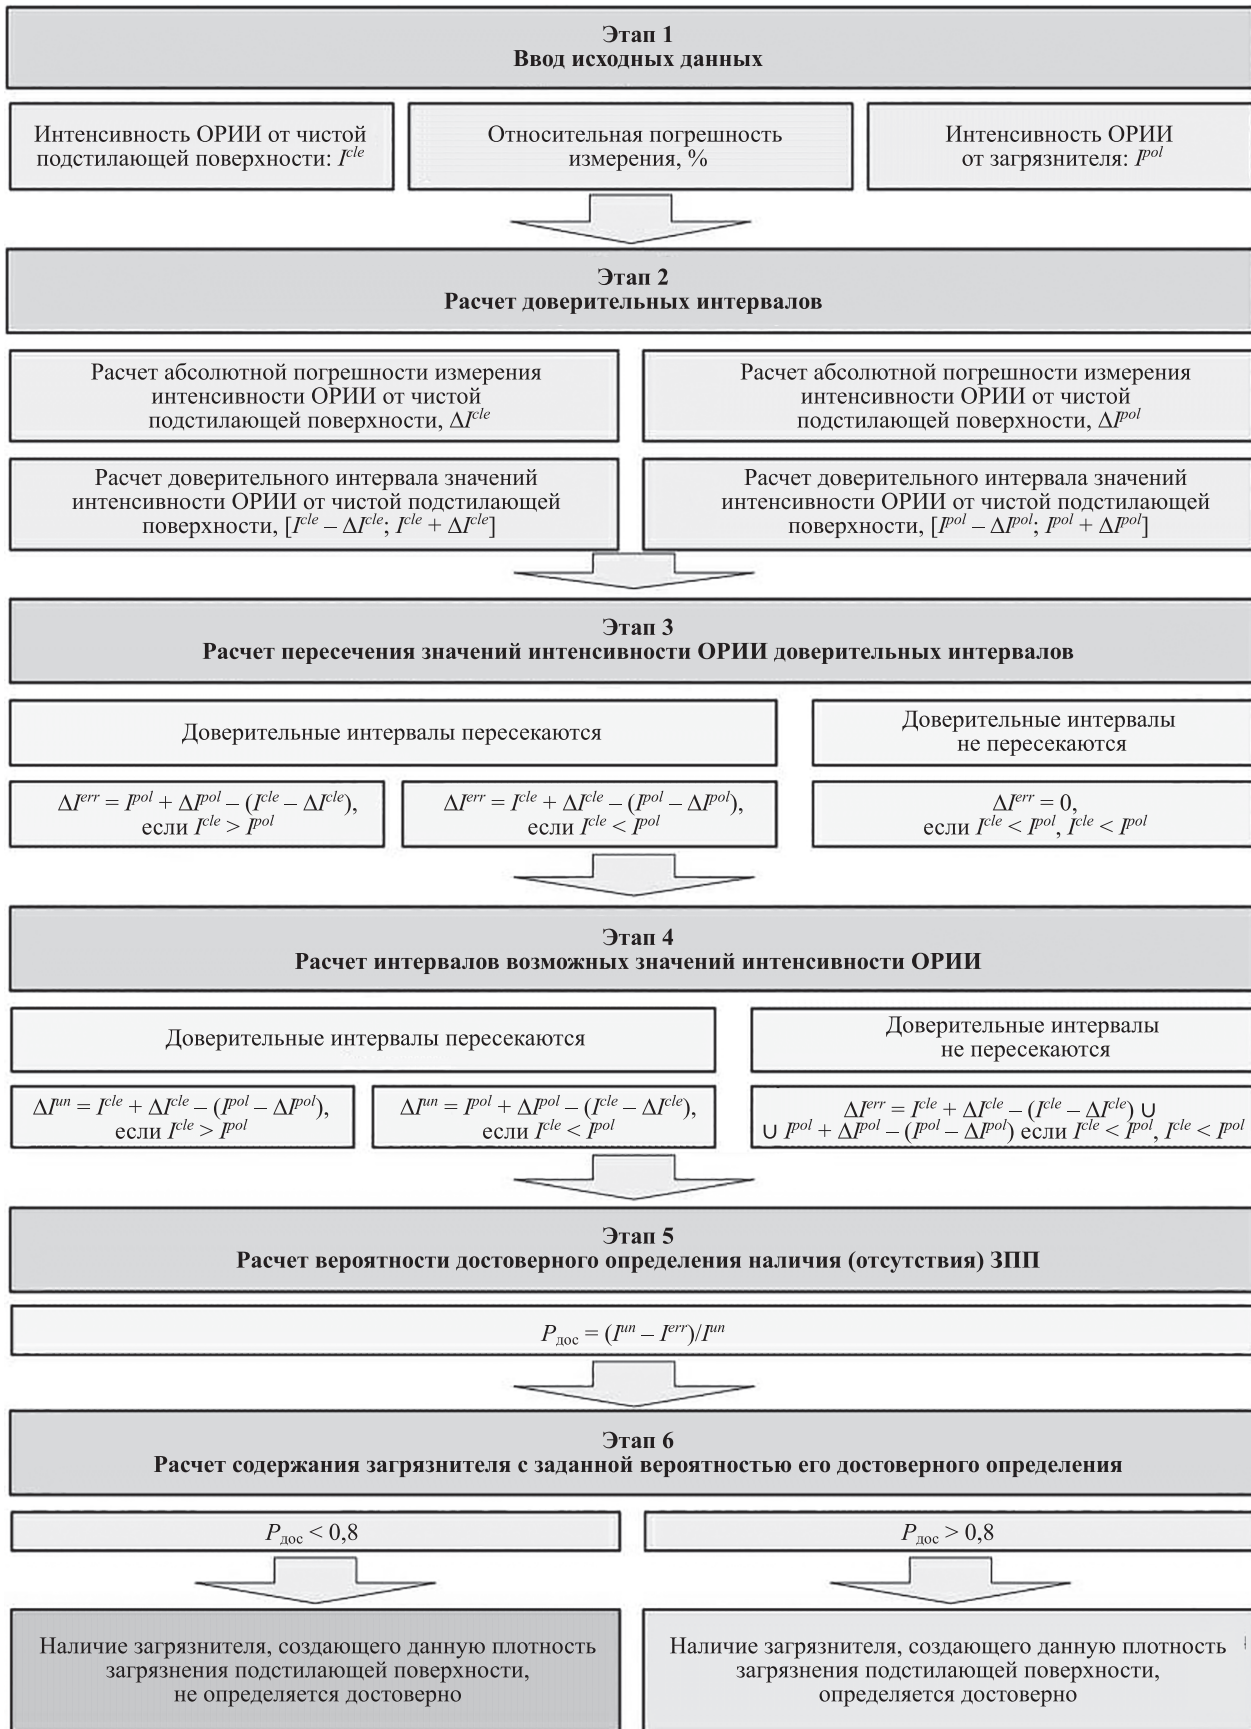 Этап 1
Ввод исходных данных
Интенсивность ОРИИ от чистой
подстилающей поверхности: I^cle
Относительная погрешность
измерения, %
Интенсивность ОРИИ
от загрязнителя: I^pol
Этап 2
Расчет доверительных интервалов
Расчет абсолютной погрешности измерения
интенсивности ОРИИ от чистой
подстилающей поверхности, ΔI^cle
Расчет абсолютной погрешности измерения
интенсивности ОРИИ от чистой
подстилающей поверхности, ΔI^pol
Расчет доверительного интервала значений
интенсивности ОРИИ от чистой подстилающей
поверхности, [I^cle – ΔI^cle; I^cle + ΔI^cle]
Расчет доверительного интервала значений
интенсивности ОРИИ от чистой подстилающей
поверхности, [I^pol – ΔI^pol; I^pol + ΔI^pol]
Этап 3
Расчет пересечения значений интенсивности ОРИИ доверительных интервалов
Доверительные интервалы пересекаются
Доверительные интервалы
не пересекаются
ΔI^err = I^pol + ΔI^pol – (I^cle – ΔI^cle),
если I^cle > I^pol
ΔI^err = I^cle + ΔI^cle – (I^pol – ΔI^pol),
если I^cle < I^pol
ΔI^err = 0,
если I^cle < I^pol, I^cle < I^pol
Этап 4
Расчет интервалов возможных значений интенсивности ОРИИ
Доверительные интервалы пересекаются
Доверительные интервалы
не пересекаются
ΔI^un = I^cle + ΔI^cle – (I^pol – ΔI^pol),
если I^cle > I^pol
ΔI^un = I^pol + ΔI^pol – (I^cle – ΔI^cle),
если I^cle < I^pol
ΔI^err = I^cle + ΔI^cle – (I^cle – ΔI^cle) ∪
∪ I^pol + ΔI^pol – (I^pol – ΔI^pol) если I^cle < I^pol, I^cle < I^pol
Этап 5
Расчет вероятности достоверного определения наличия (отсутствия) ЗПП
P_дос = (I^un – I^err)/I^un
Этап 6
Расчет содержания загрязнителя с заданной вероятностью его достоверного определения
P_дос < 0,8
P_дос > 0,8
Наличие загрязнителя, создающего данную плотность
загрязнения подстилающей поверхности,
не определяется достоверно
Наличие загрязнителя, создающего данную плотность
загрязнения подстилающей поверхности,
определяется достоверно